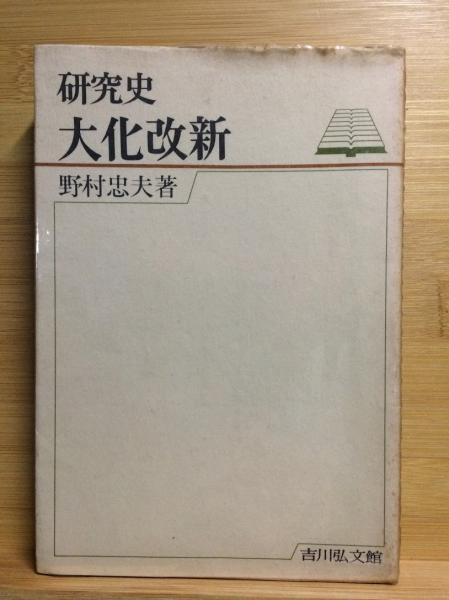 研究史
大化改新
野村忠夫著
吉川弘文館